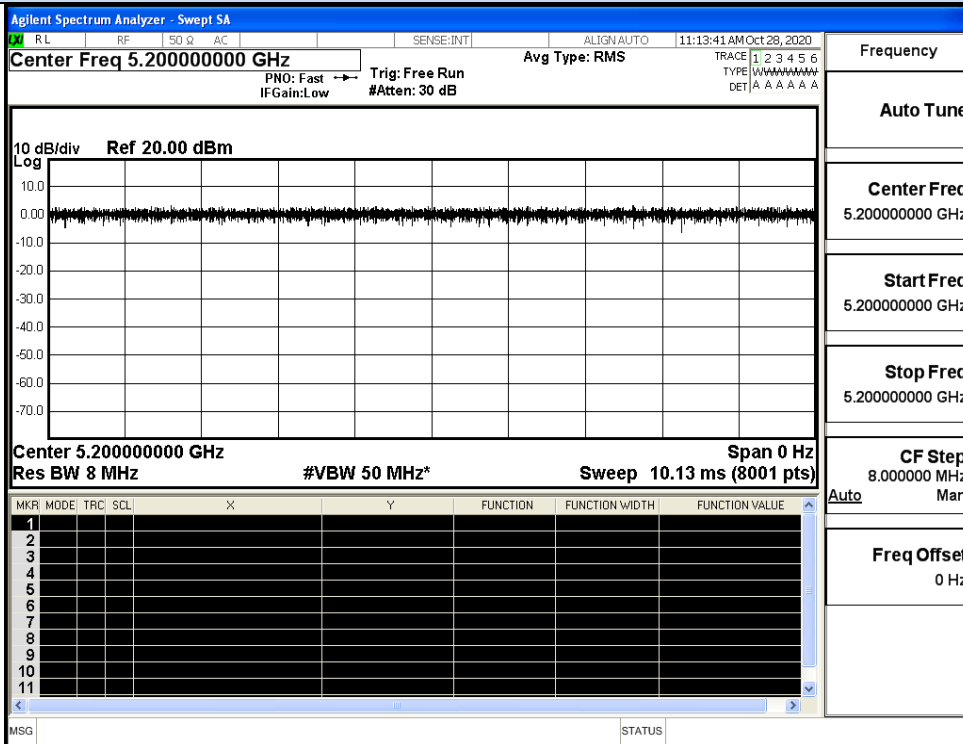 Agilent Spectrum Analyzer - Swept SA
LXI RL RF 50 Ω AC SENSE:INT ALIGNAUTO 11:13:41 AM Oct 28, 2020
Center Freq 5.200000000 GHz
Avg Type: RMS
TRACE 1 2 3 4 5 6
PNO: Fast
Trig: Free Run
TYPE WWWWWW
IFGain:Low
#Atten: 30 dB
DET A A A A A A
10 dB/div Ref 20.00 dBm
Log
10.0
0.00
-10.0
-20.0
-30.0
-40.0
-50.0
-60.0
-70.0
Center 5.200000000 GHz Span 0 Hz
Res BW 8 MHz #VBW 50 MHz* Sweep 10.13 ms (8001 pts)
MKR MODE TRC SCL X Y FUNCTION FUNCTION WIDTH FUNCTION VALUE
1
2
3
4
5
6
7
8
9
10
11
MSG STATUS
Frequency
Auto Tune
Center Freq
5.200000000 GHz
Start Freq
5.200000000 GHz
Stop Freq
5.200000000 GHz
CF Step
8.000000 MHz
Auto Man
Freq Offset
0 Hz